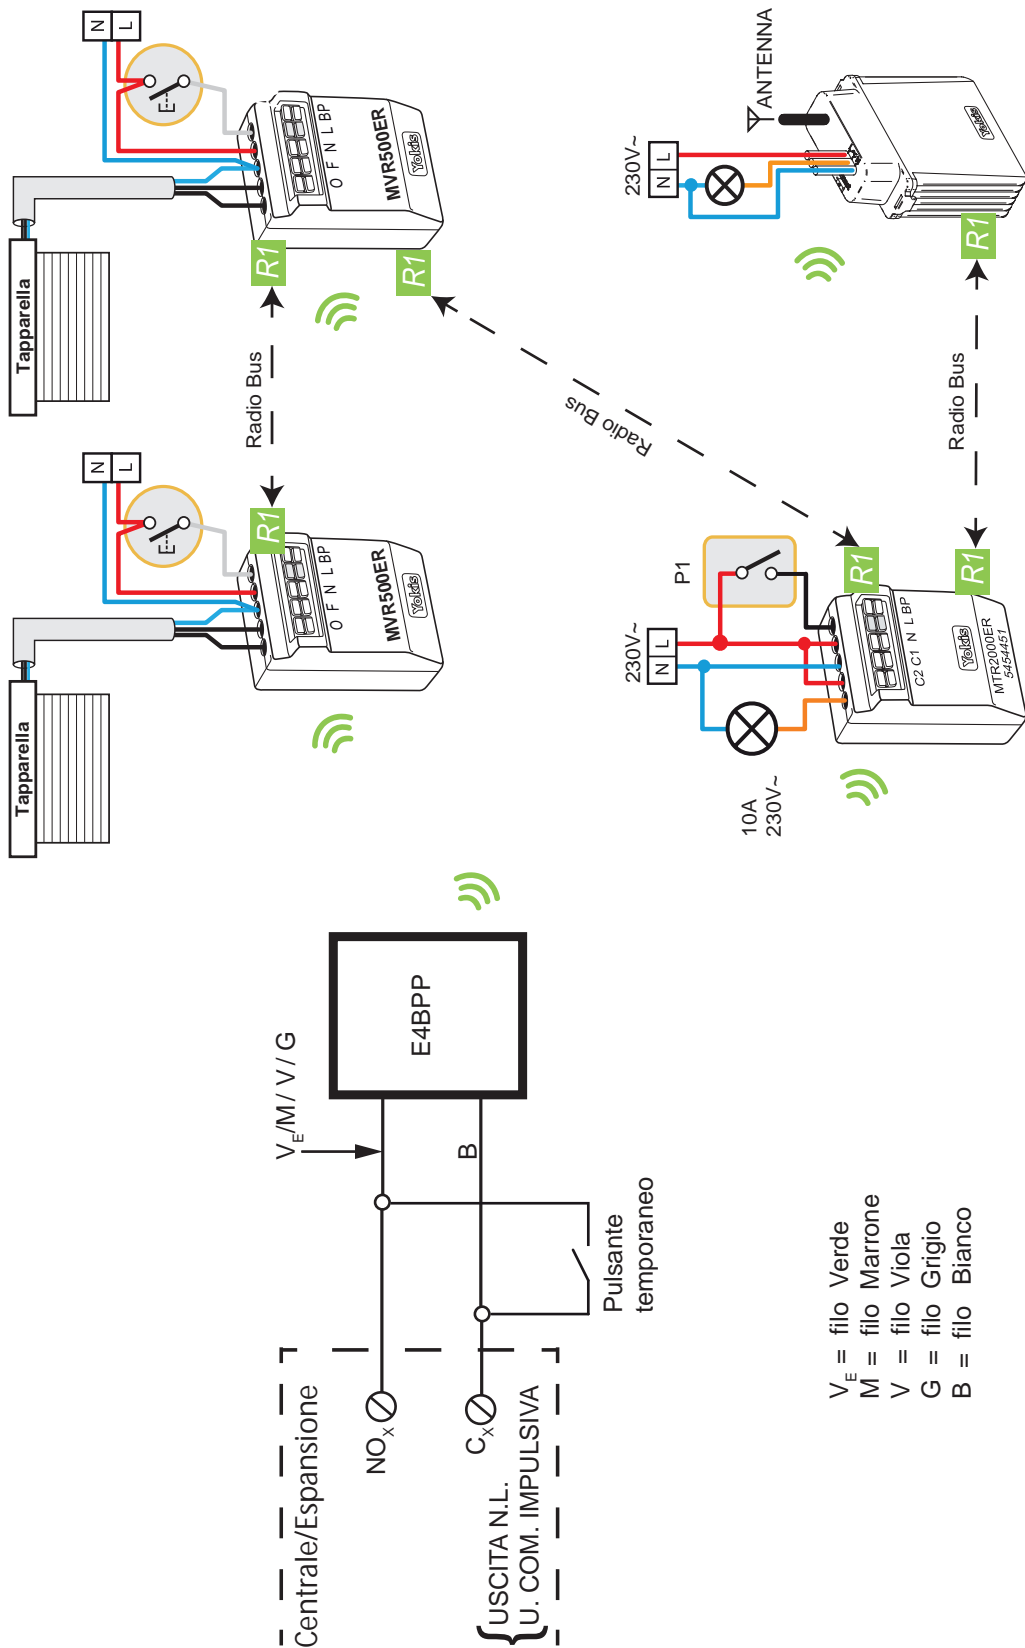 Centrale/Espansione
NOX
CX
USCITA N.L.
U. COM. IMPULSIVA
VE/M / V / G
B
E4BPP
Pulsante
temporaneo
VE = filo Verde
M = filo Marrone
V = filo Viola
G = filo Grigio
B = filo Bianco
Tapparella
N
L
O F N L BP
MVR500ER
Yokis
R1
Radio Bus
Tapparella
N
L
O F N L BP
MVR500ER
Yokis
R1
R1
Radio Bus
10A
230V~
230V~
N
L
P1
C2 C1 N L BP
Yokis
MTR2000ER
5454451
R1
R1
Radio Bus
230V~
N
L
ANTENNA
Yokis
R1